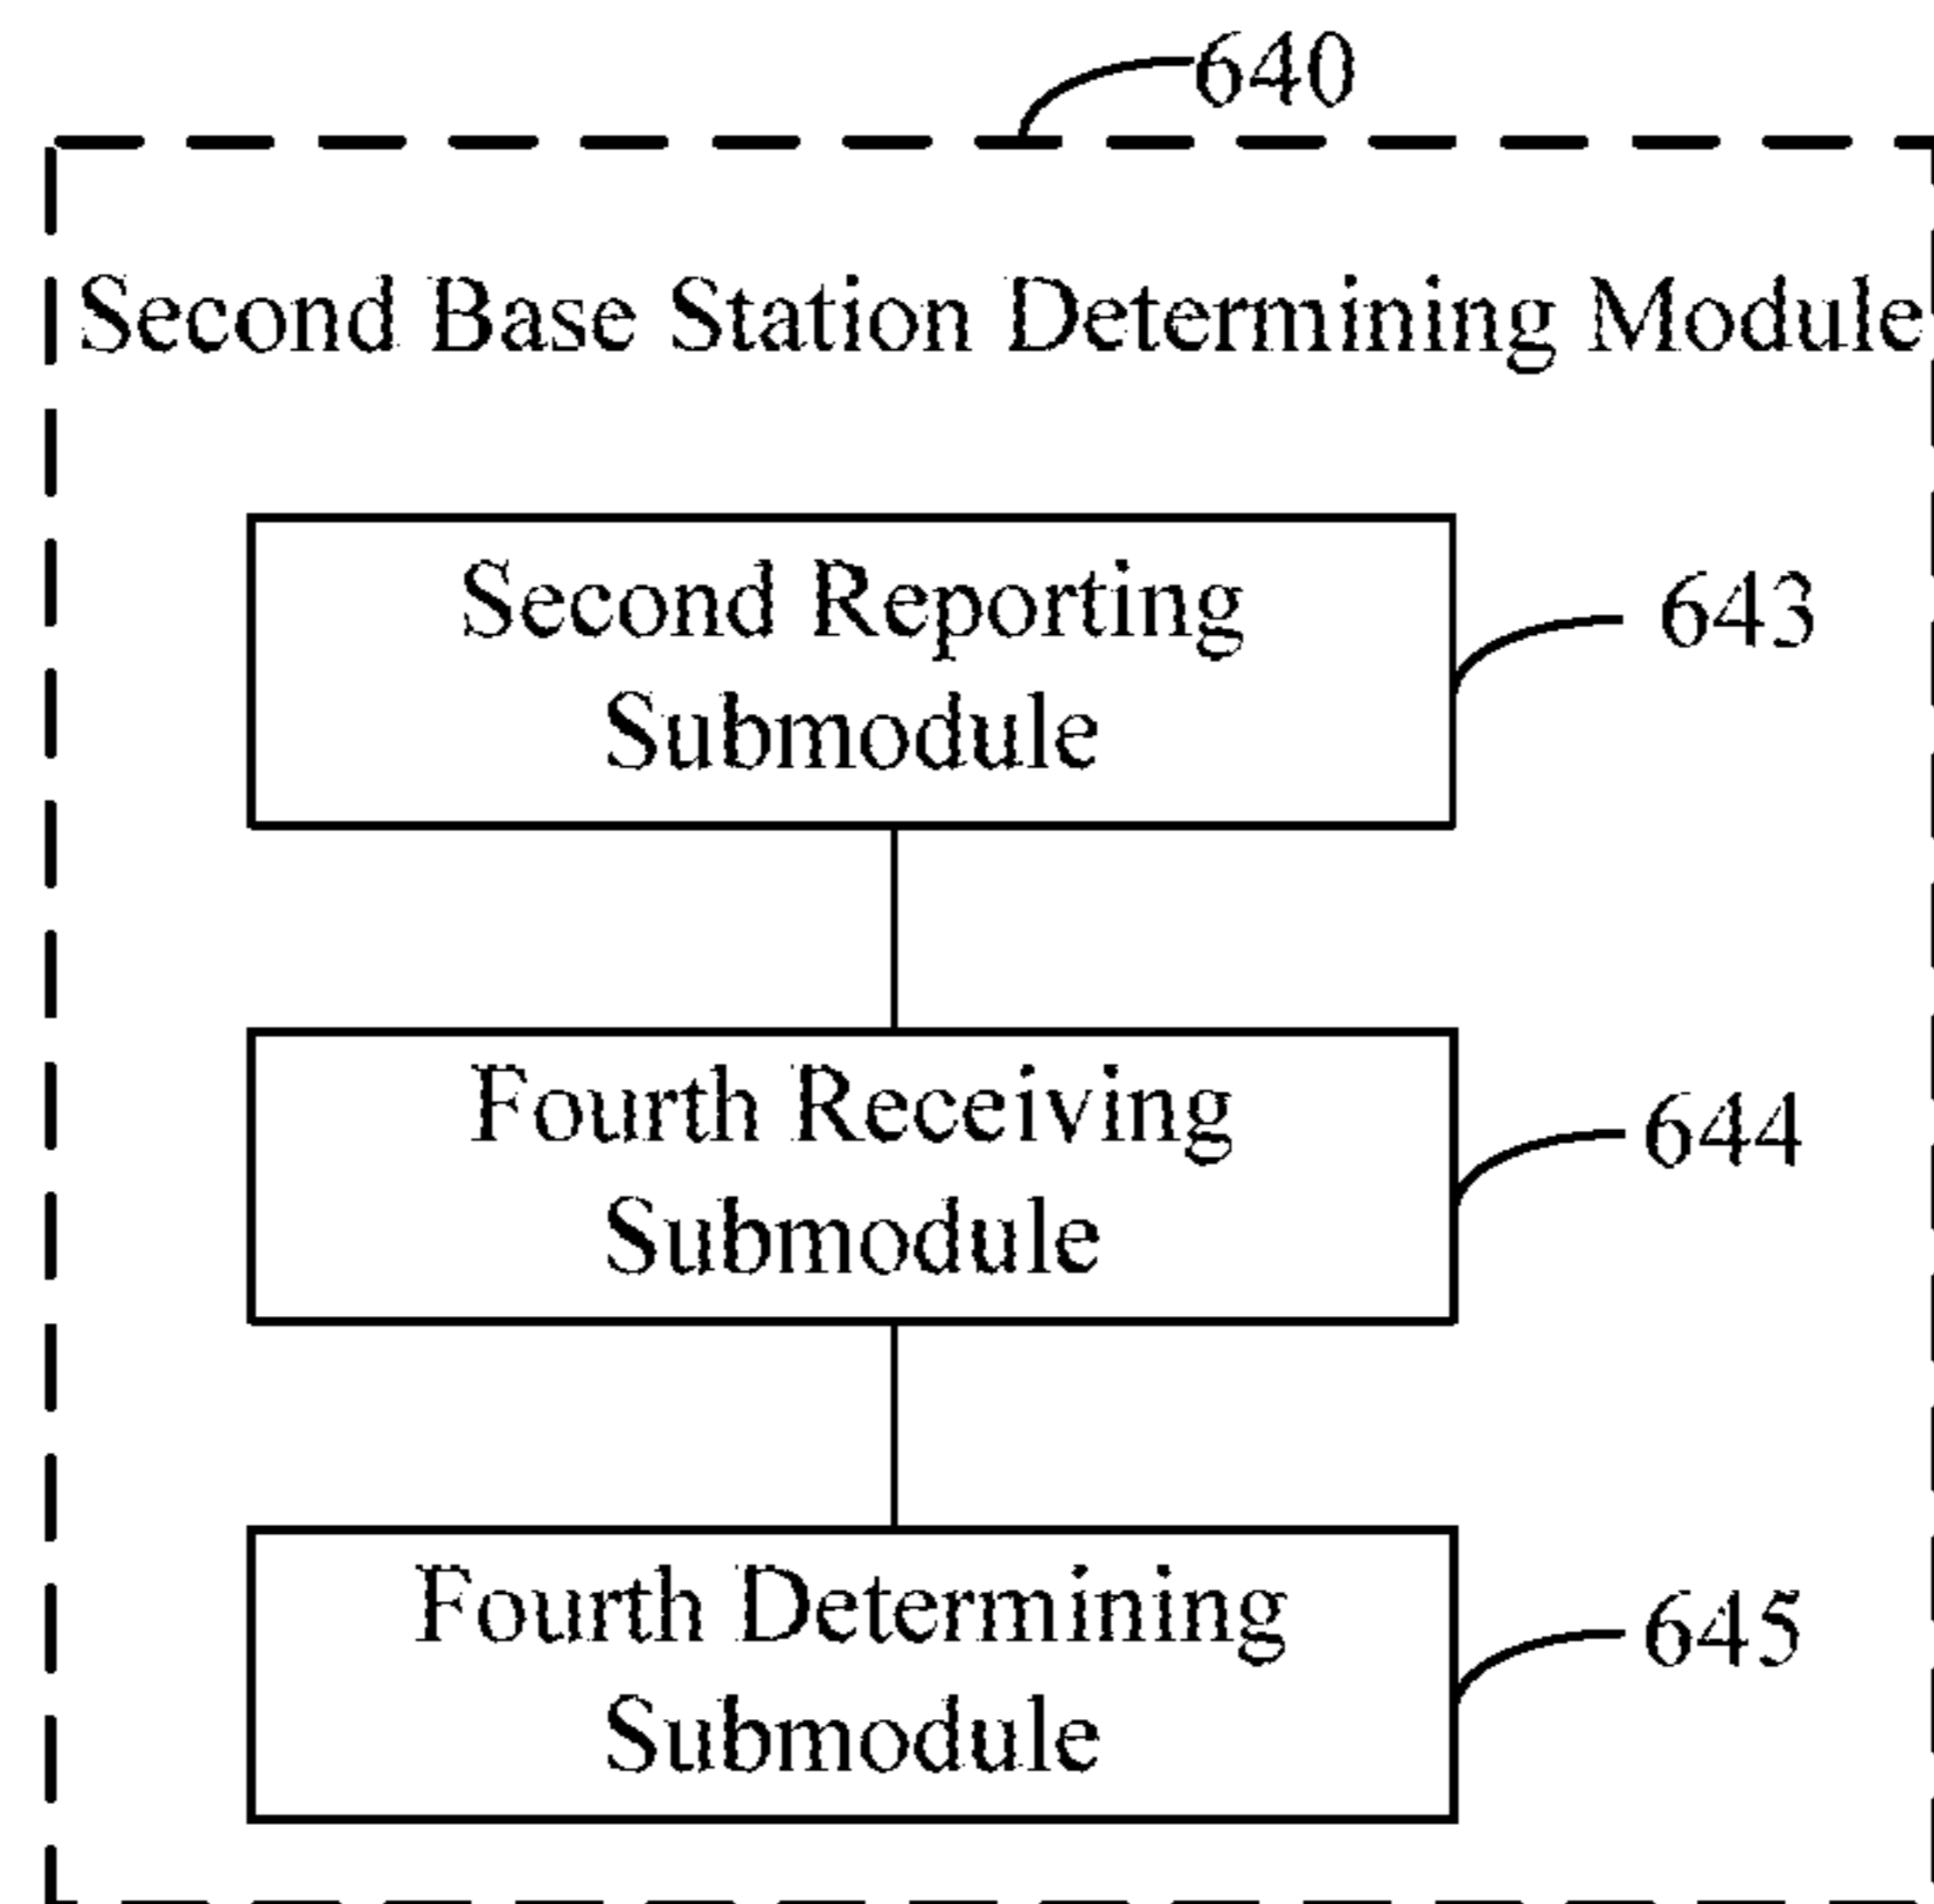 640
Second Base Station Determining Module
Second Reporting
Submodule
643
Fourth Receiving
Submodule
644
Fourth Determining
Submodule
645